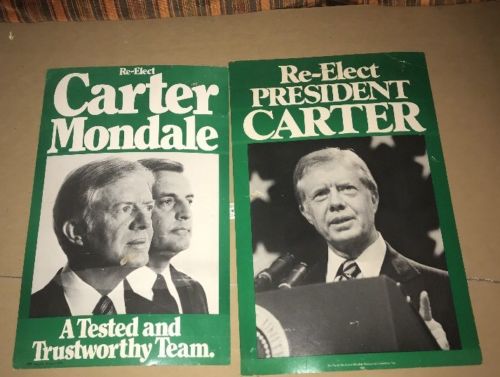 Re-Elect
Carter
Mondale
A Tested and
Trustworthy Team.
Re-Elect
PRESIDENT
CARTER